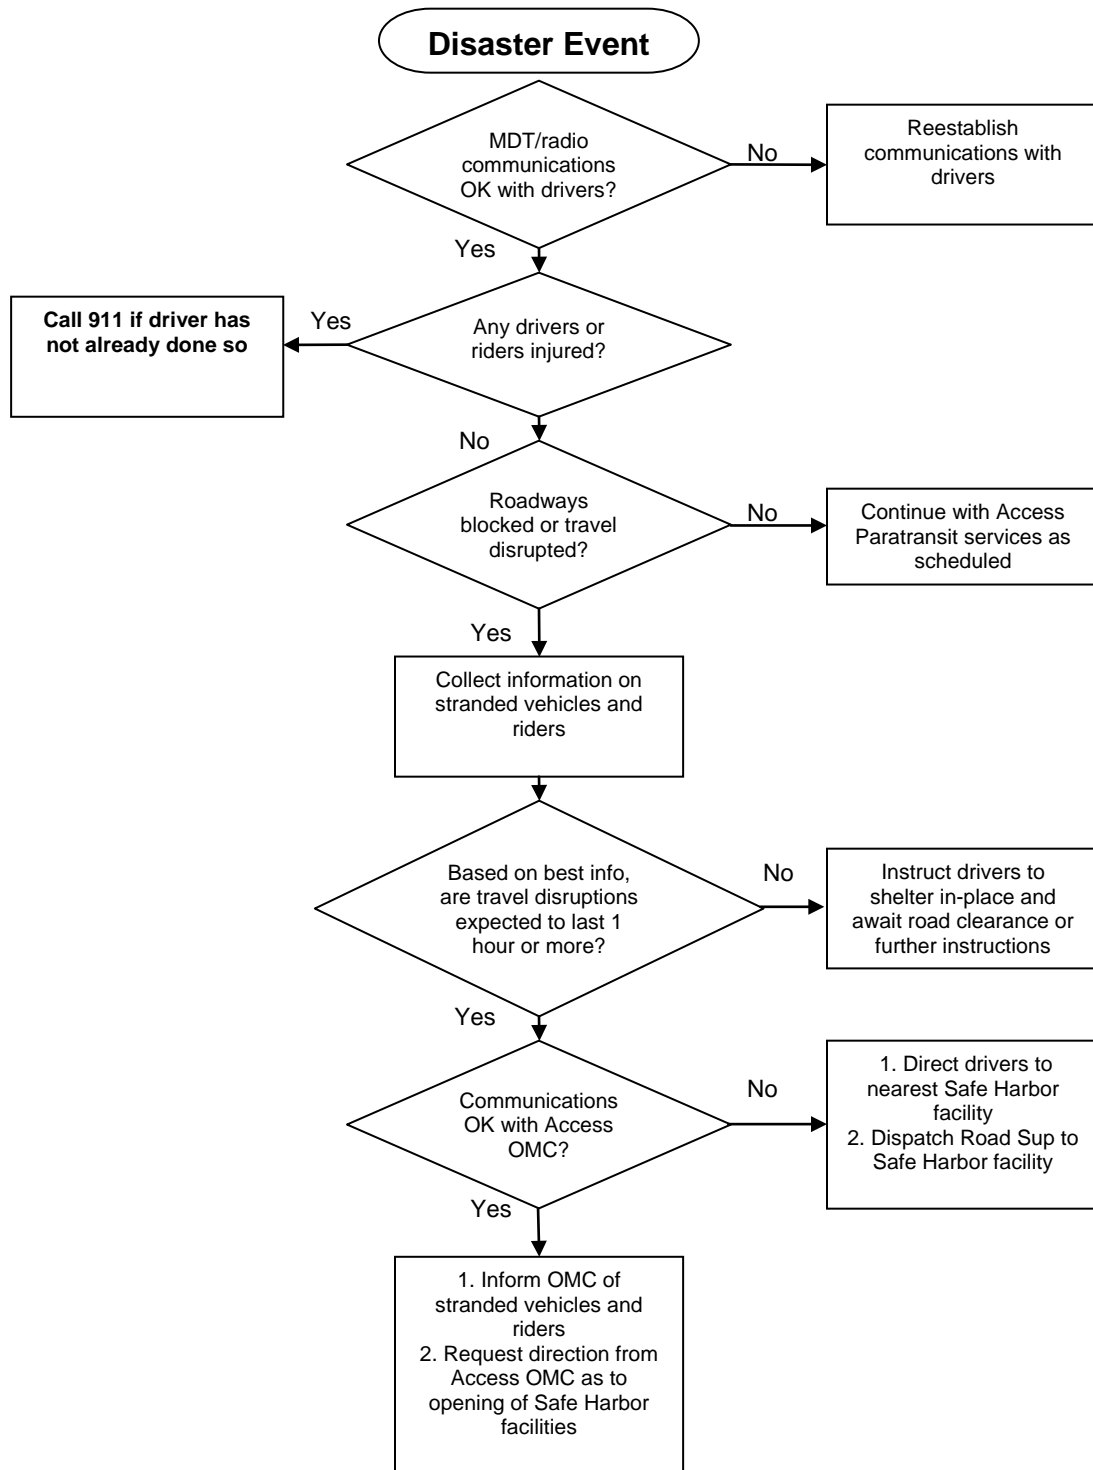 Disaster Event
MDT/radio
communications
OK with drivers?
No
Reestablish
communications with
drivers
Yes
Call 911 if driver has
not already done so
Yes
Any drivers or
riders injured?
No
Roadways
blocked or travel
disrupted?
No
Continue with Access
Paratransit services as
scheduled
Yes
Collect information on
stranded vehicles and
riders
Based on best info,
are travel disruptions
expected to last 1
hour or more?
No
Instruct drivers to
shelter in-place and
await road clearance or
further instructions
Yes
Communications
OK with Access
OMC?
No
1. Direct drivers to
nearest Safe Harbor
facility
2. Dispatch Road Sup to
Safe Harbor facility
Yes
1. Inform OMC of
stranded vehicles and
riders
2. Request direction from
Access OMC as to
opening of Safe Harbor
facilities